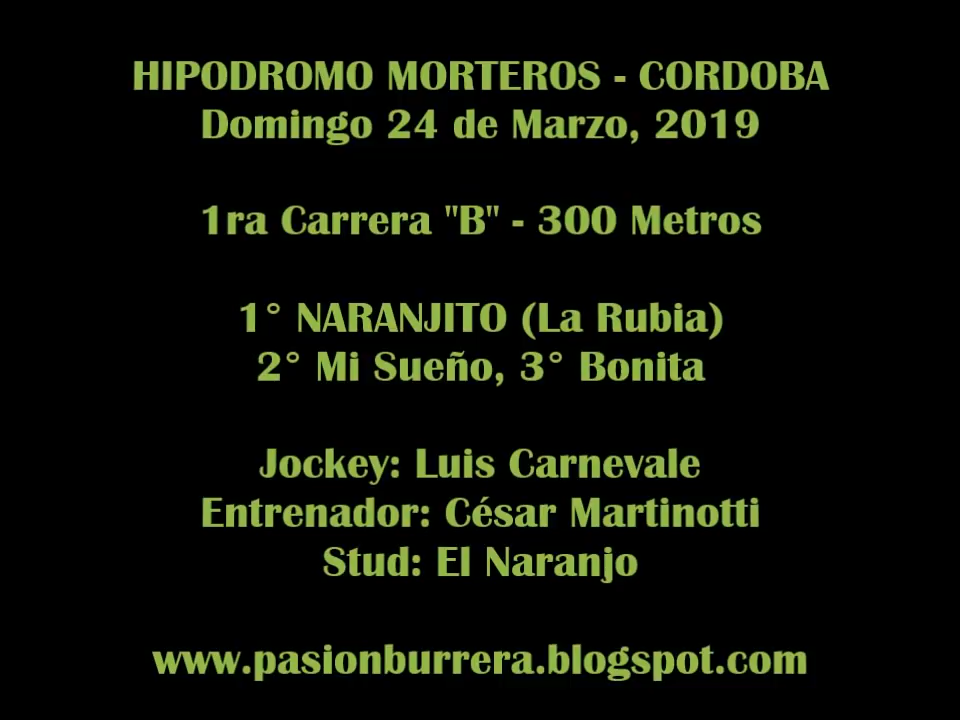 HIPODROMO MORTEROS - CORDOBA
Domingo 24 de Marzo, 2019
1ra Carrera "B" - 300 Metros
1° NARANJITO (La Rubia)
2° Mi Sueño, 3° Bonita
Jockey: Luis Carnevale
Entrenador: César Martinotti
Stud: El Naranjo
www.pasionburrera.blogspot.com